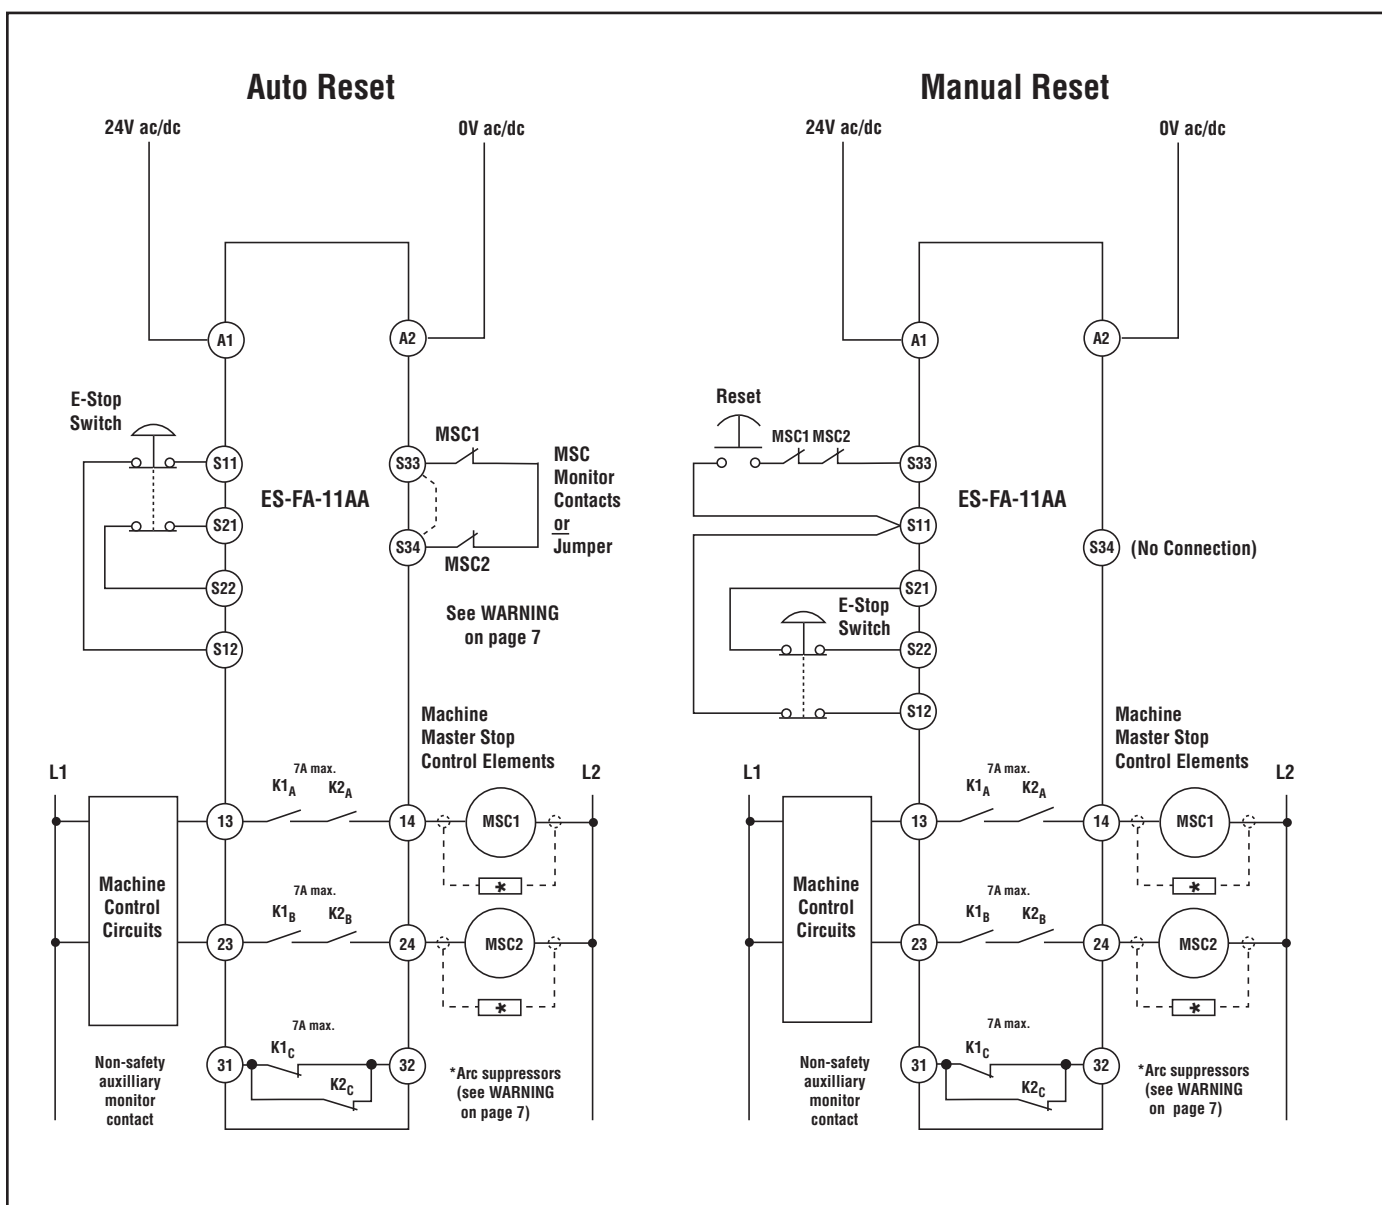 Auto Reset
24V ac/dc
0V ac/dc
A1
A2
E-Stop
Switch
S11
S21
S22
S12
ES-FA-11AA
S33
S34
MSC1
MSC2
MSC
Monitor
Contacts
or
Jumper
See WARNING
on page 7
Machine
Master Stop
Control Elements
L1
L2
7A max.
K1A
K2A
13
14
MSC1
*
Machine
Control
Circuits
7A max.
K1B
K2B
23
24
MSC2
*
7A max.
K1C
K2C
31
32
Non-safety
auxilliary
monitor
contact
*Arc suppressors
(see WARNING
on page 7)
Manual Reset
24V ac/dc
0V ac/dc
A1
A2
Reset
MSC1 MSC2
S33
S11
ES-FA-11AA
S34
(No Connection)
S21
E-Stop
Switch
S22
S12
Machine
Master Stop
Control Elements
L1
L2
7A max.
K1A
K2A
13
14
MSC1
*
Machine
Control
Circuits
7A max.
K1B
K2B
23
24
MSC2
*
7A max.
K1C
K2C
31
32
Non-safety
auxilliary
monitor
contact
*Arc suppressors
(see WARNING
on page 7)